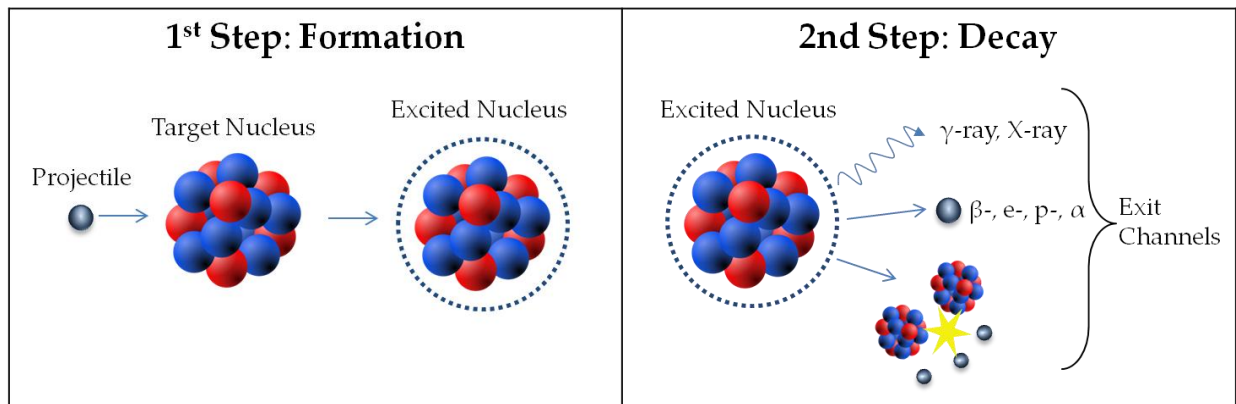 1st Step: Formation
Projectile
Target Nucleus
Excited Nucleus
2nd Step: Decay
Excited Nucleus
γ-ray, X-ray
β-, e-, p-, α
Exit
Channels